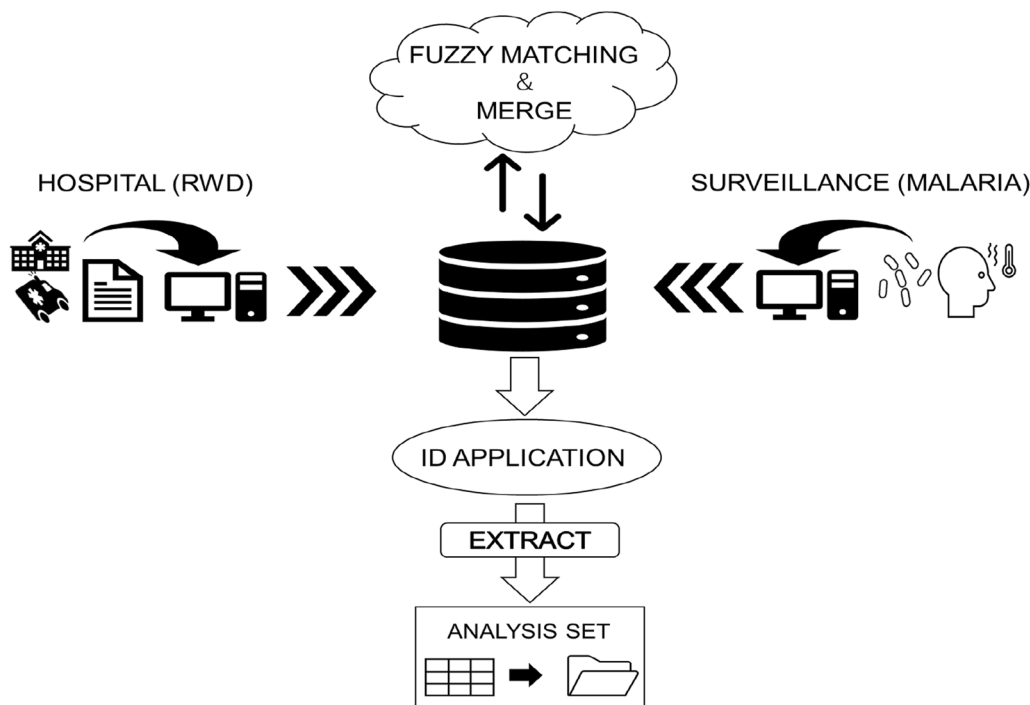 FUZZY MATCHING
&
MERGE
HOSPITAL (RWD)
SURVEILLANCE (MALARIA)
ID APPLICATION
EXTRACT
ANALYSIS SET